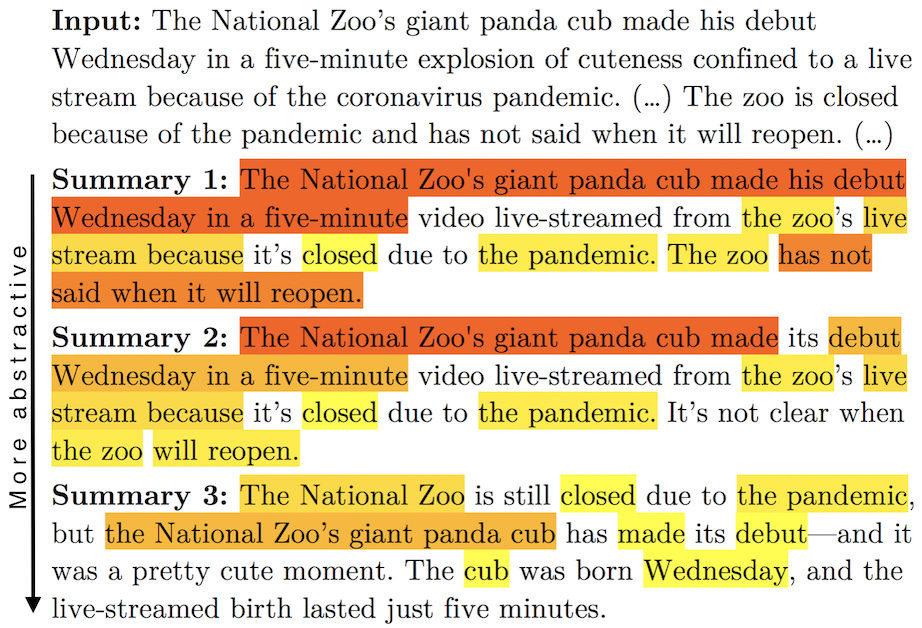 Input: The National Zoo’s giant panda cub made his debut
Wednesday in a five-minute explosion of cuteness confined to a live
stream because of the coronavirus pandemic. (…) The zoo is closed
because of the pandemic and has not said when it will reopen. (…)
More abstractive
Summary 1: The National Zoo's giant panda cub made his debut
Wednesday in a five-minute video live-streamed from the zoo’s live
stream because it’s closed due to the pandemic. The zoo has not
said when it will reopen.
Summary 2: The National Zoo's giant panda cub made its debut
Wednesday in a five-minute video live-streamed from the zoo’s live
stream because it’s closed due to the pandemic. It’s not clear when
the zoo will reopen.
Summary 3: The National Zoo is still closed due to the pandemic,
but the National Zoo’s giant panda cub has made its debut—and it
was a pretty cute moment. The cub was born Wednesday, and the
live-streamed birth lasted just five minutes.